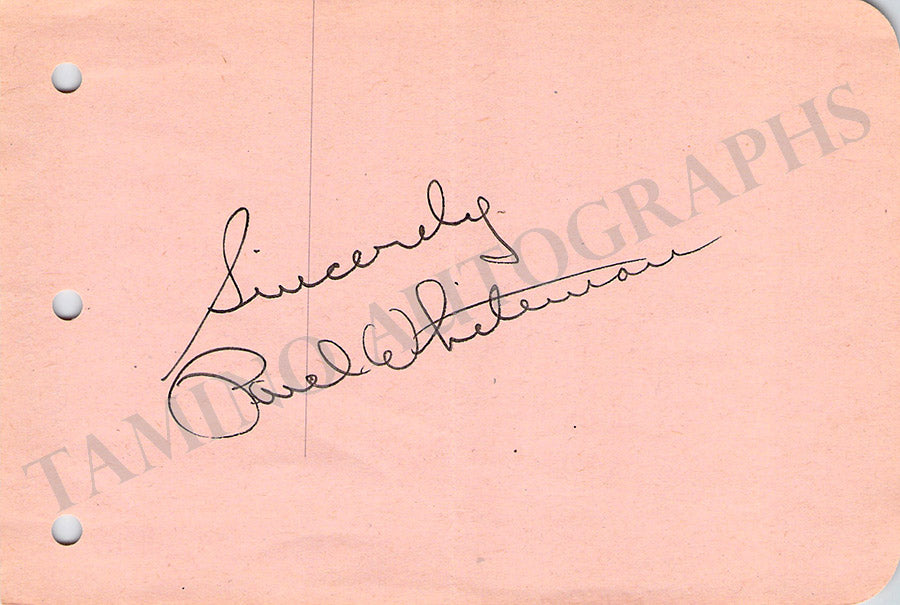 Sincerely
Paul Whiteman
TAMINO AUTOGRAPHS